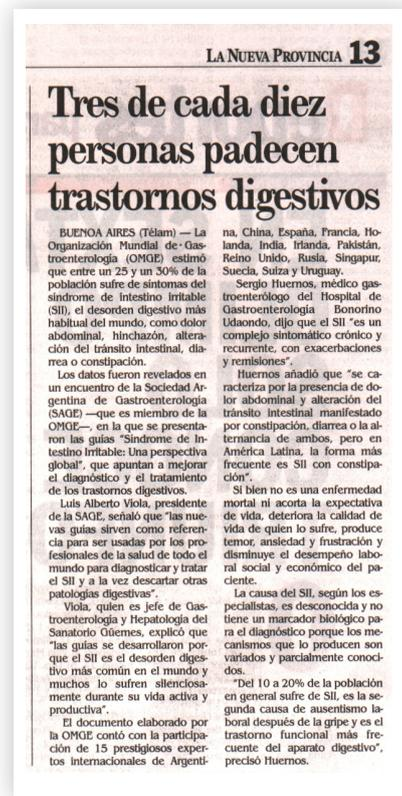 LA NUEVA PROVINCIA 13
Tres de cada diez
personas padecen
trastornos digestivos
BUENOA AIRES (Télam) — La
Organización Mundial de Gas-
troenterología (OMGE) estimó
que entre un 25 y un 30% de la
población sufre de síntomas del
síndrome de intestino irritable
(SII), el desorden digestivo más
habitual del mundo, como dolor
abdominal, hinchazón, altera-
ción del tránsito intestinal, dia-
rrea o constipación.
Los datos fueron revelados en
un encuentro de la Sociedad Ar-
gentina de Gastroenterología
(SAGE) —que es miembro de la
OMGE—, en la que se presenta-
ron las guías "Síndrome de In-
testino Irritable: Una perspectiva
global", que apuntan a mejorar
el diagnóstico y el tratamiento
de los trastornos digestivos.
Luis Alberto Viola, presidente
de la SAGE, señaló que "las nue-
vas guías sirven como referen-
cia para ser usadas por los pro-
fesionales de la salud de todo el
mundo para diagnosticar y tratar
el SII y a la vez descartar otras
patologías digestivas".
Viola, quien es jefe de Gas-
troenterología y Hepatología del
Sanatorio Güemes, explicó que
"las guías se desarrollaron por-
que el SII es el desorden diges-
tivo más común en el mundo y
muchos lo sufren silenciosa-
mente durante su vida activa y
productiva".
El documento elaborado por
la OMGE contó con la participa-
ción de 15 prestigiosos exper-
tos internacionales de Argenti-
na, China, España, Francia, Ho-
landa, India, Irlanda, Pakistán,
Reino Unido, Rusia, Singapur,
Suecia, Suiza y Uruguay.
Sergio Huernos, médico gas-
troenterólogo del Hospital de
Gastroenterología Bonorino
Udaondo, dijo que el SII "es un
complejo sintomático crónico y
recurrente, con exacerbaciones
y remisiones".
Huernos añadió que "se ca-
racteriza por la presencia de do-
lor abdominal y alteración del
tránsito intestinal manifestado
por constipación, diarrea o la al-
ternancia de ambos, pero en
América Latina, la forma más
frecuente es SII con constipa-
ción".
Si bien no es una enfermedad
mortal ni acorta la expectativa
de vida, deteriora la calidad de
vida de quien lo sufre, produce
temor, ansiedad y frustración y
disminuye el desempeño labo-
ral social y económico del pa-
ciente.
La causa del SII, según los es-
pecialistas, es desconocida y no
tiene un marcador biológico pa-
ra el diagnóstico porque los me-
canismos que lo producen son
variados y parcialmente conoci-
dos.
"Del 10 a 20% de la población
en general sufre de SII, es la se-
gunda causa de ausentismo la-
boral después de la gripe y es el
trastorno funcional más fre-
cuente del aparato digestivo",
precisó Huernos.